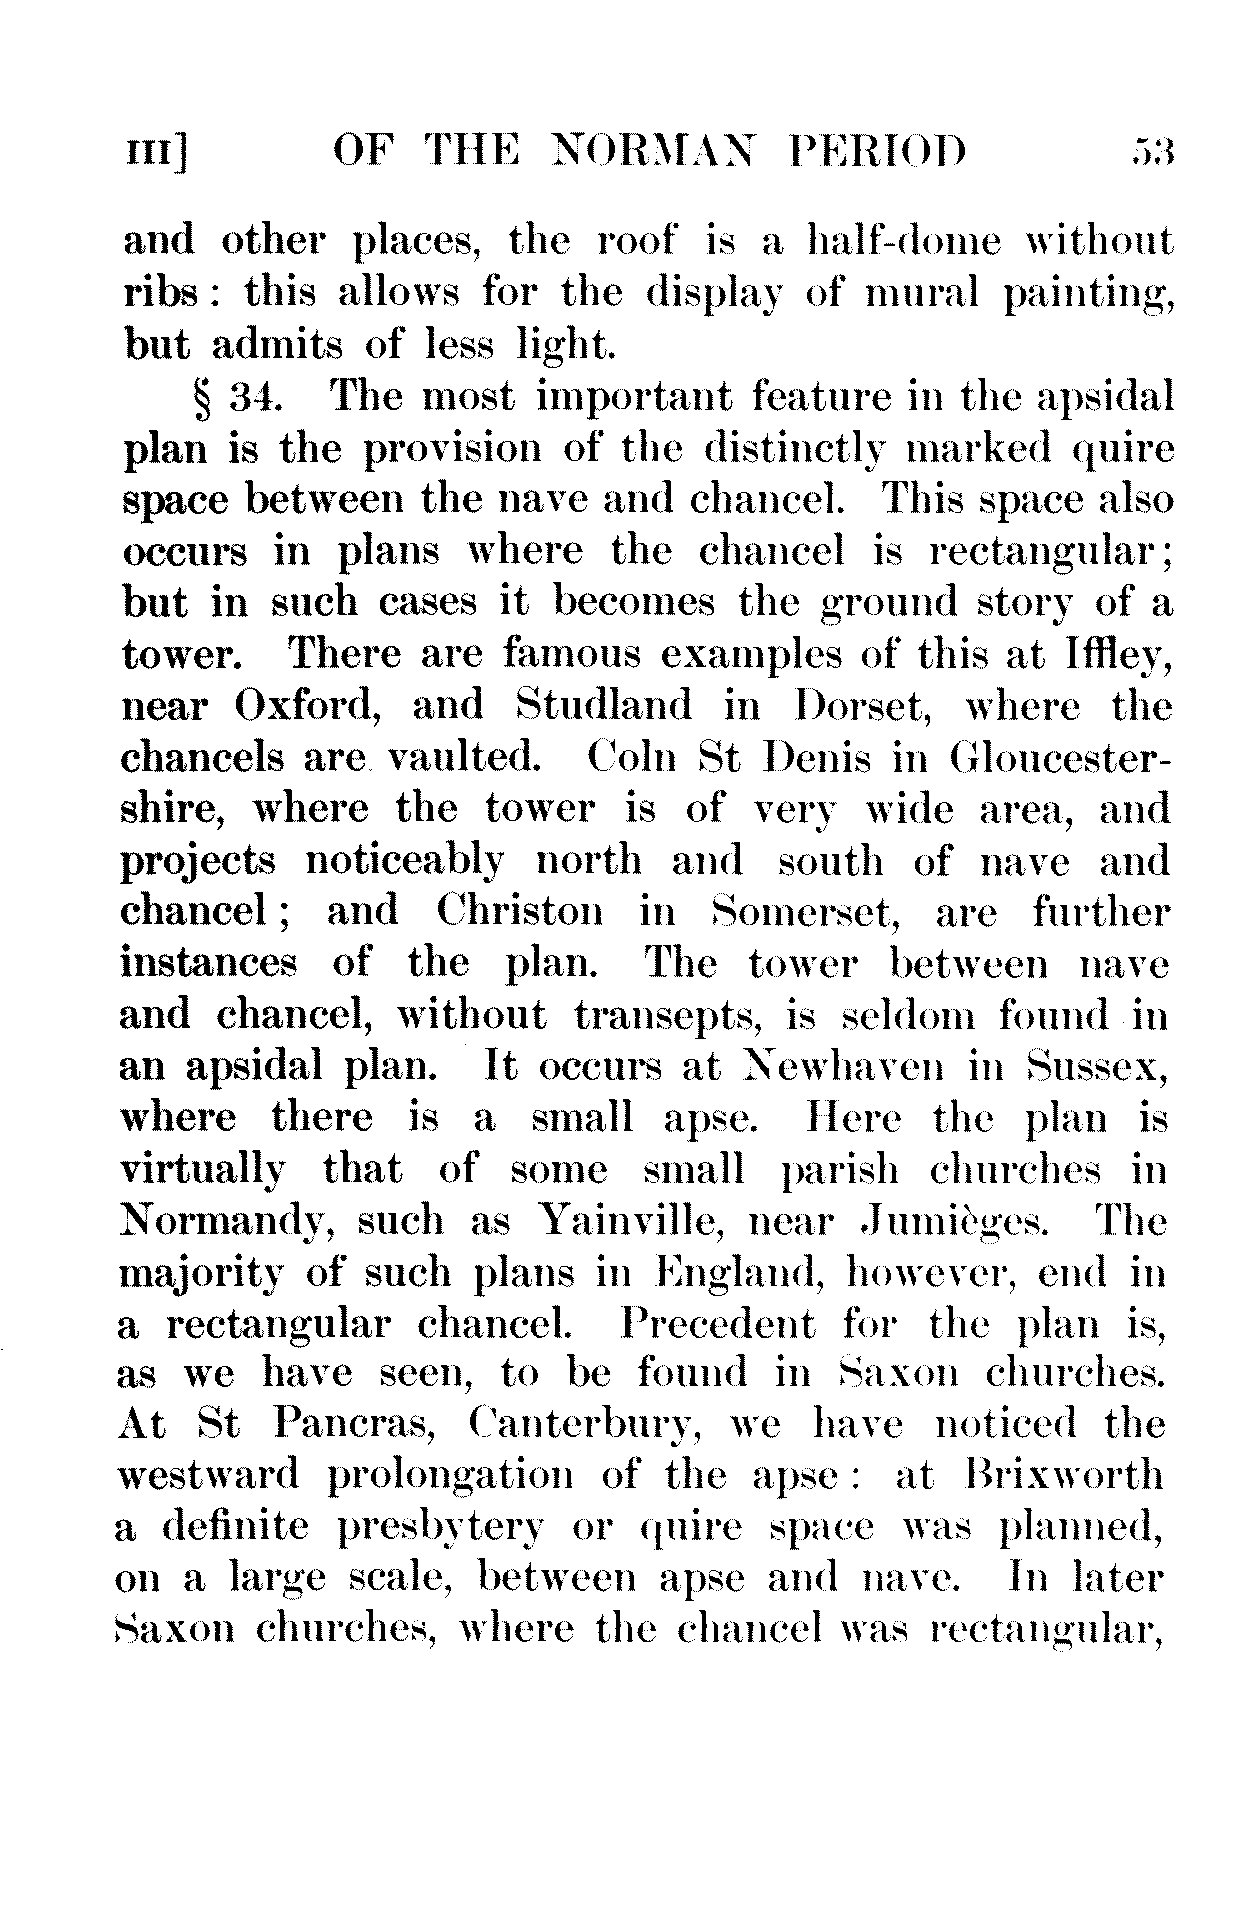 III] OF THE NORMAN PERIOD 53
and other places, the roof is a half-dome without
ribs : this allows for the display of mural painting,
but admits of less light.
§ 34. The most important feature in the apsidal
plan is the provision of the distinctly marked quire
space between the nave and chancel. This space also
occurs in plans where the chancel is rectangular;
but in such cases it becomes the ground story of a
tower. There are famous examples of this at Iffley,
near Oxford, and Studland in Dorset, where the
chancels are vaulted. Coln St Denis in Gloucester-
shire, where the tower is of very wide area, and
projects noticeably north and south of nave and
chancel ; and Christon in Somerset, are further
instances of the plan. The tower between nave
and chancel, without transepts, is seldom found in
an apsidal plan. It occurs at Newhaven in Sussex,
where there is a small apse. Here the plan is
virtually that of some small parish churches in
Normandy, such as Yainville, near Jumièges. The
majority of such plans in England, however, end in
a rectangular chancel. Precedent for the plan is,
as we have seen, to be found in Saxon churches.
At St Pancras, Canterbury, we have noticed the
westward prolongation of the apse : at Brixworth
a definite presbytery or quire space was planned,
on a large scale, between apse and nave. In later
Saxon churches, where the chancel was rectangular,